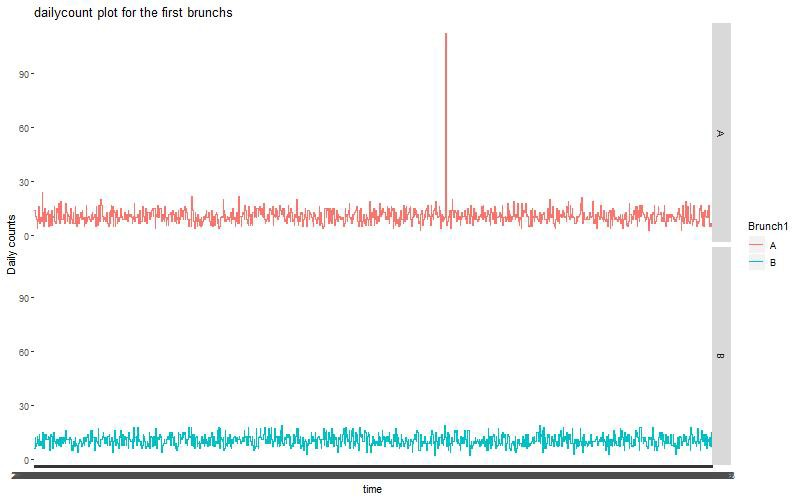 dailycount plot for the first brunchs
90
60
30
0
A
Daily counts
90
60
30
0
B
time
Brunch1
A
B